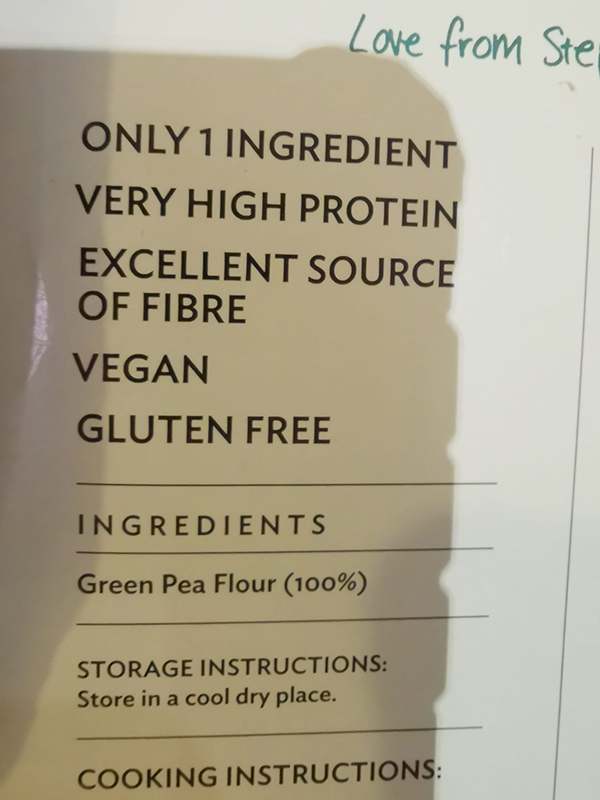 Love from
ONLY 1 INGREDIENT
VERY HIGH PROTEIN
EXCELLENT SOURCE
OF FIBRE
VEGAN
GLUTEN FREE
INGREDIENTS
Green Pea Flour (100%)
STORAGE INSTRUCTIONS:
Store in a cool dry place.
COOKING INSTRUCTIONS: